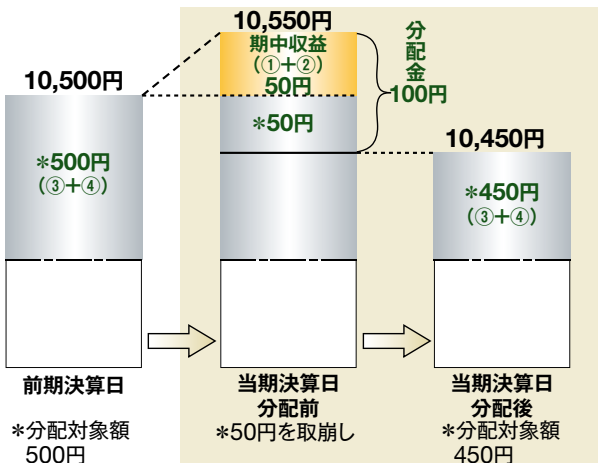 10,500円
*500円
(③+④)
前期決算日
*分配対象額
500円
10,550円
期中収益
(①+②)
50円
*50円
分配金
100円
当期決算日
分配前
*50円を取崩し
10,450円
*450円
(③+④)
当期決算日
分配後
*分配対象額
450円